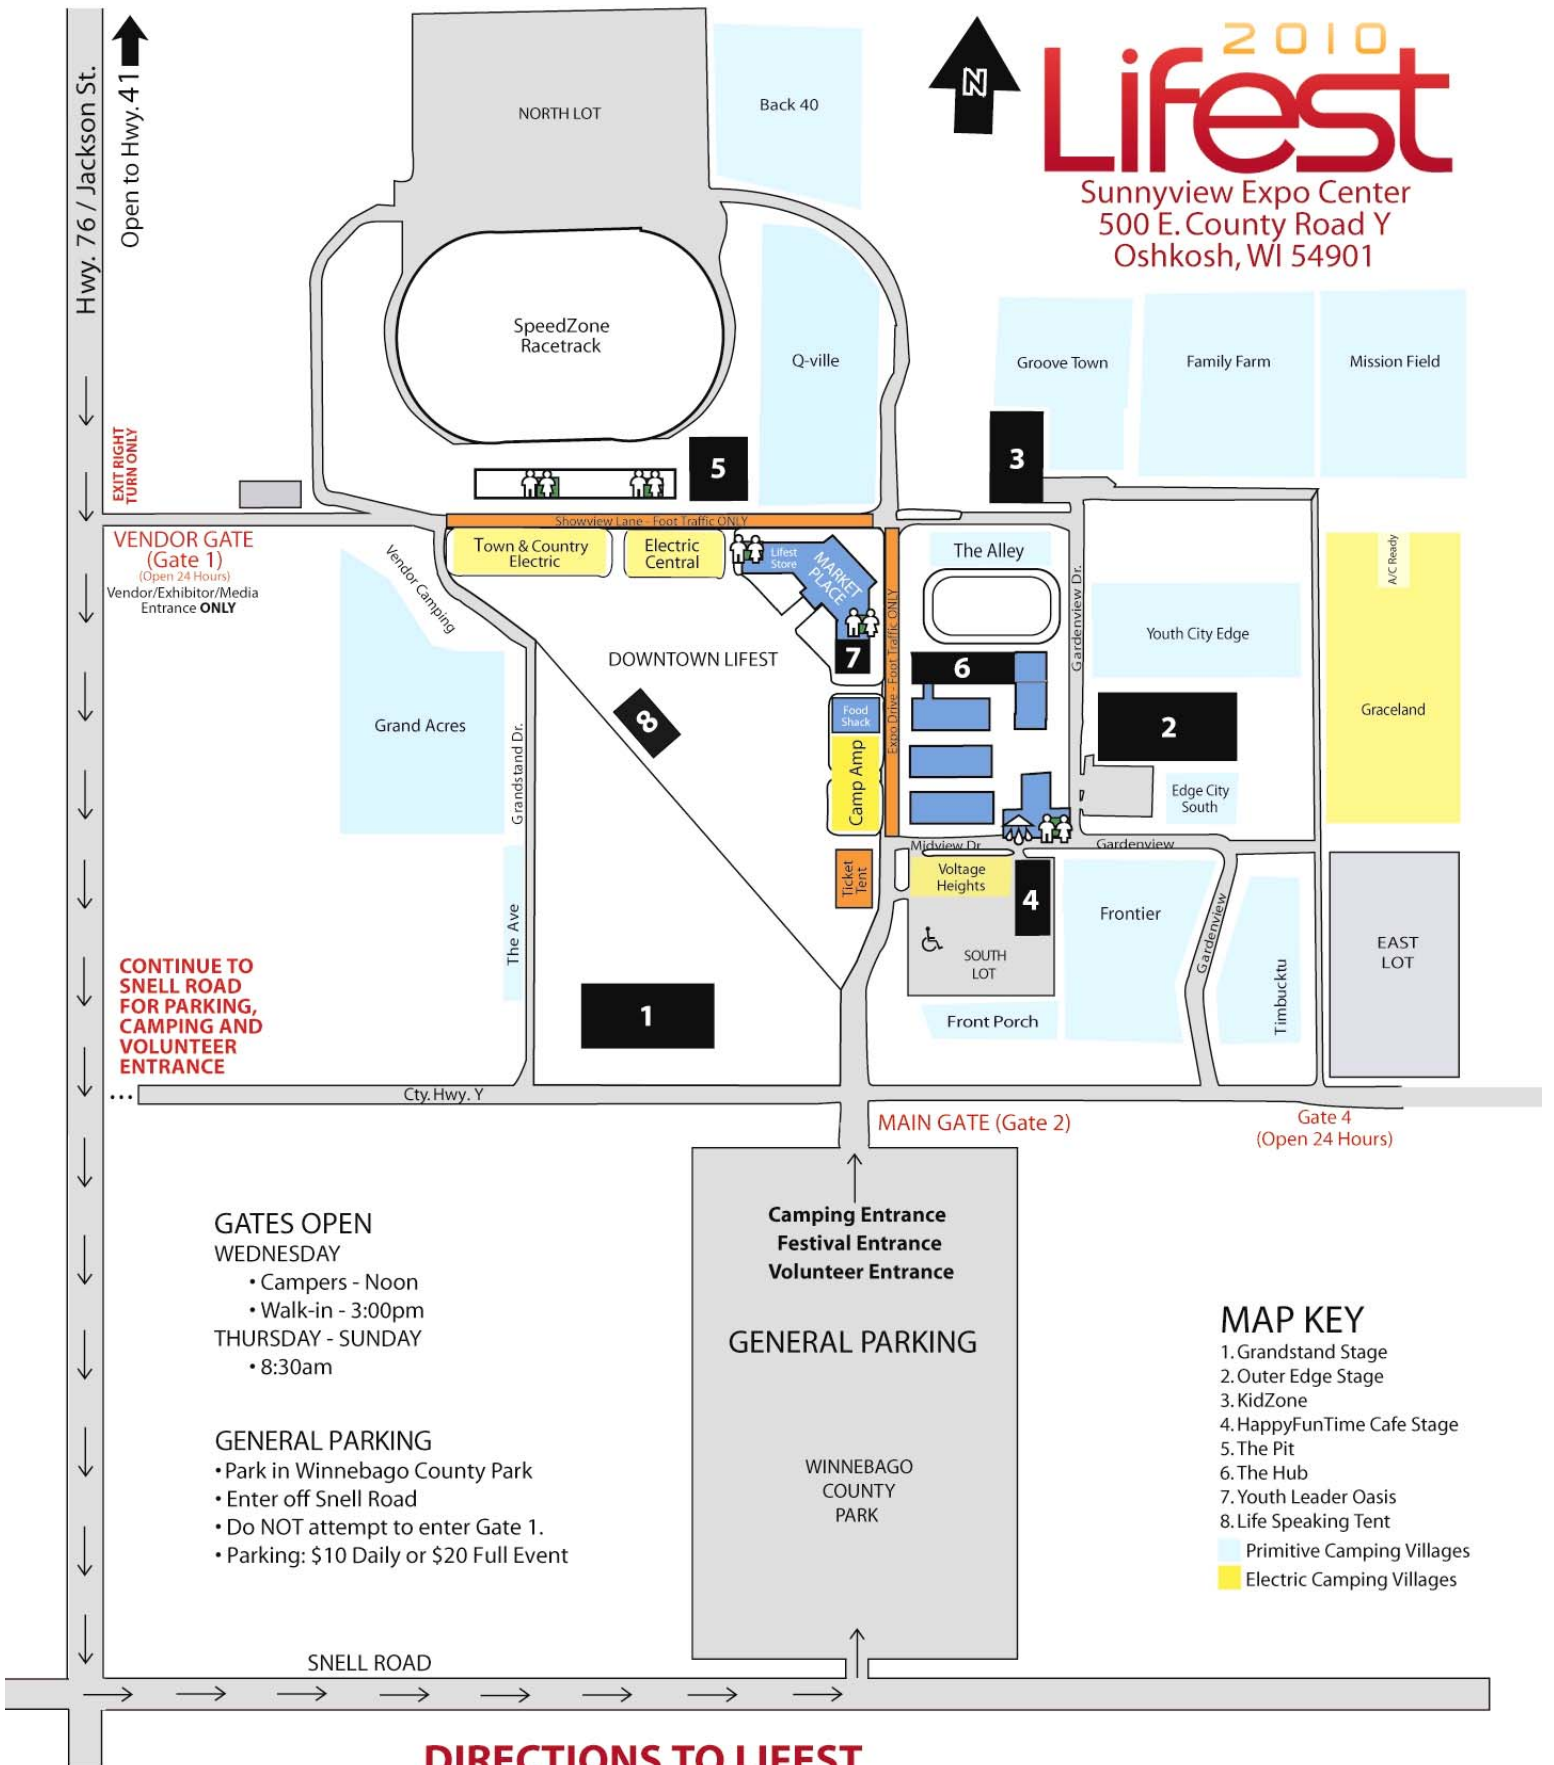 2010
Lifest
Sunnyview Expo Center
500 E. County Road Y
Oshkosh, WI 54901
N
Hwy. 76 / Jackson St.
Open to Hwy. 41
NORTH LOT
Back 40
SpeedZone
Racetrack
Q-ville
Groove Town
Family Farm
Mission Field
EXIT RIGHT
TURN ONLY
5
3
Showview Lane - Foot Traffic ONLY
VENDOR GATE
(Gate 1)
(Open 24 Hours)
Vendor/Exhibitor/Media
Entrance ONLY
Vendor Camping
Town & Country
Electric
Electric
Central
Lifest
Store
MARKET
PLACE
The Alley
A/C Ready
Expo Drive - Foot Traffic ONLY
Gardenview Dr.
Youth City Edge
DOWNTOWN LIFEST
7
6
Grand Acres
Grandstand Dr.
8
Food
Shack
2
Graceland
Camp Amp
Edge City
South
Midview Dr
Gardenview
Ticket
Tent
Voltage
Heights
4
Frontier
Gardenview
The Ave
SOUTH
LOT
EAST
LOT
Timbucktu
CONTINUE TO
SNELL ROAD
FOR PARKING,
CAMPING AND
VOLUNTEER
ENTRANCE
1
Front Porch
...
Cty. Hwy. Y
MAIN GATE (Gate 2)
Gate 4
(Open 24 Hours)
Camping Entrance
Festival Entrance
Volunteer Entrance
GENERAL PARKING
WINNEBAGO
COUNTY
PARK
GATES OPEN
WEDNESDAY
• Campers - Noon
• Walk-in - 3:00pm
THURSDAY - SUNDAY
• 8:30am
GENERAL PARKING
• Park in Winnebago County Park
• Enter off Snell Road
• Do NOT attempt to enter Gate 1.
• Parking: $10 Daily or $20 Full Event
MAP KEY
1. Grandstand Stage
2. Outer Edge Stage
3. KidZone
4. HappyFunTime Cafe Stage
5. The Pit
6. The Hub
7. Youth Leader Oasis
8. Life Speaking Tent
Primitive Camping Villages
Electric Camping Villages
SNELL ROAD
DIRECTIONS TO LIFEST